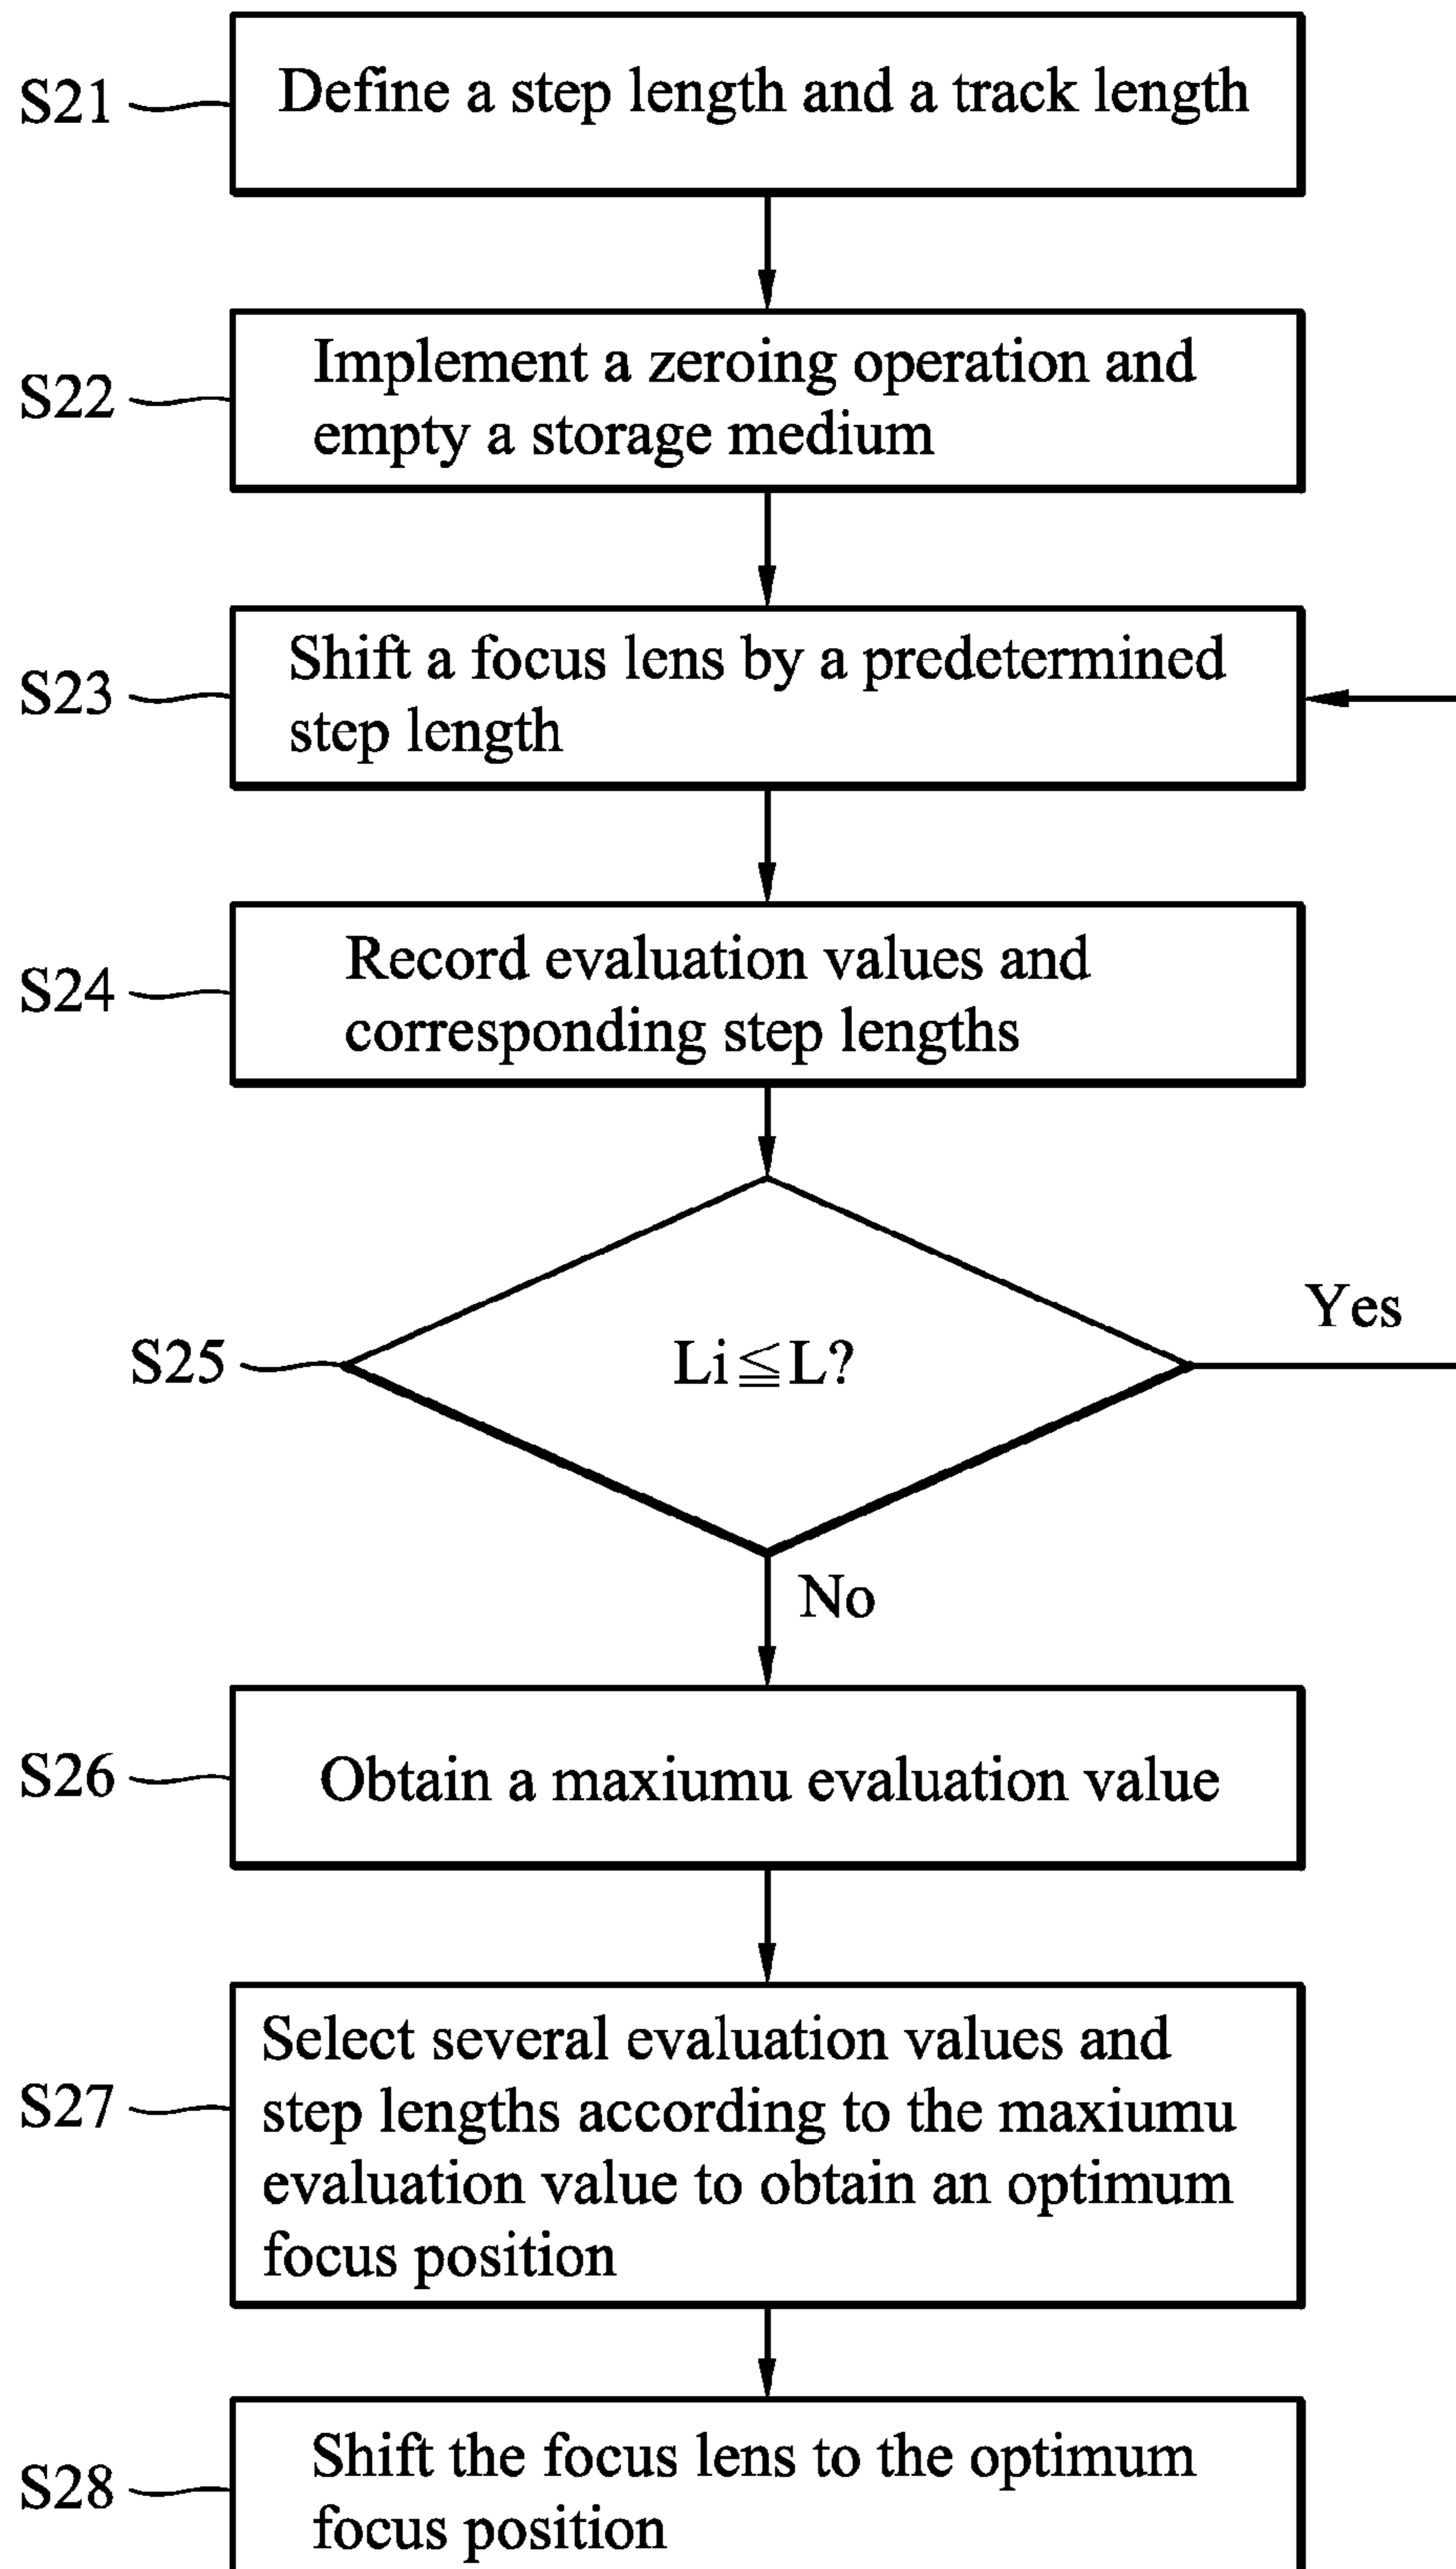 S21
Define a step length and a track length
S22
Implement a zeroing operation and
empty a storage medium
S23
Shift a focus lens by a predetermined
step length
S24
Record evaluation values and
corresponding step lengths
S25
Li≦L?
Yes
No
S26
Obtain a maxiumu evaluation value
S27
Select several evaluation values and
step lengths according to the maxiumu
evaluation value to obtain an optimum
focus position
S28
Shift the focus lens to the optimum
focus position